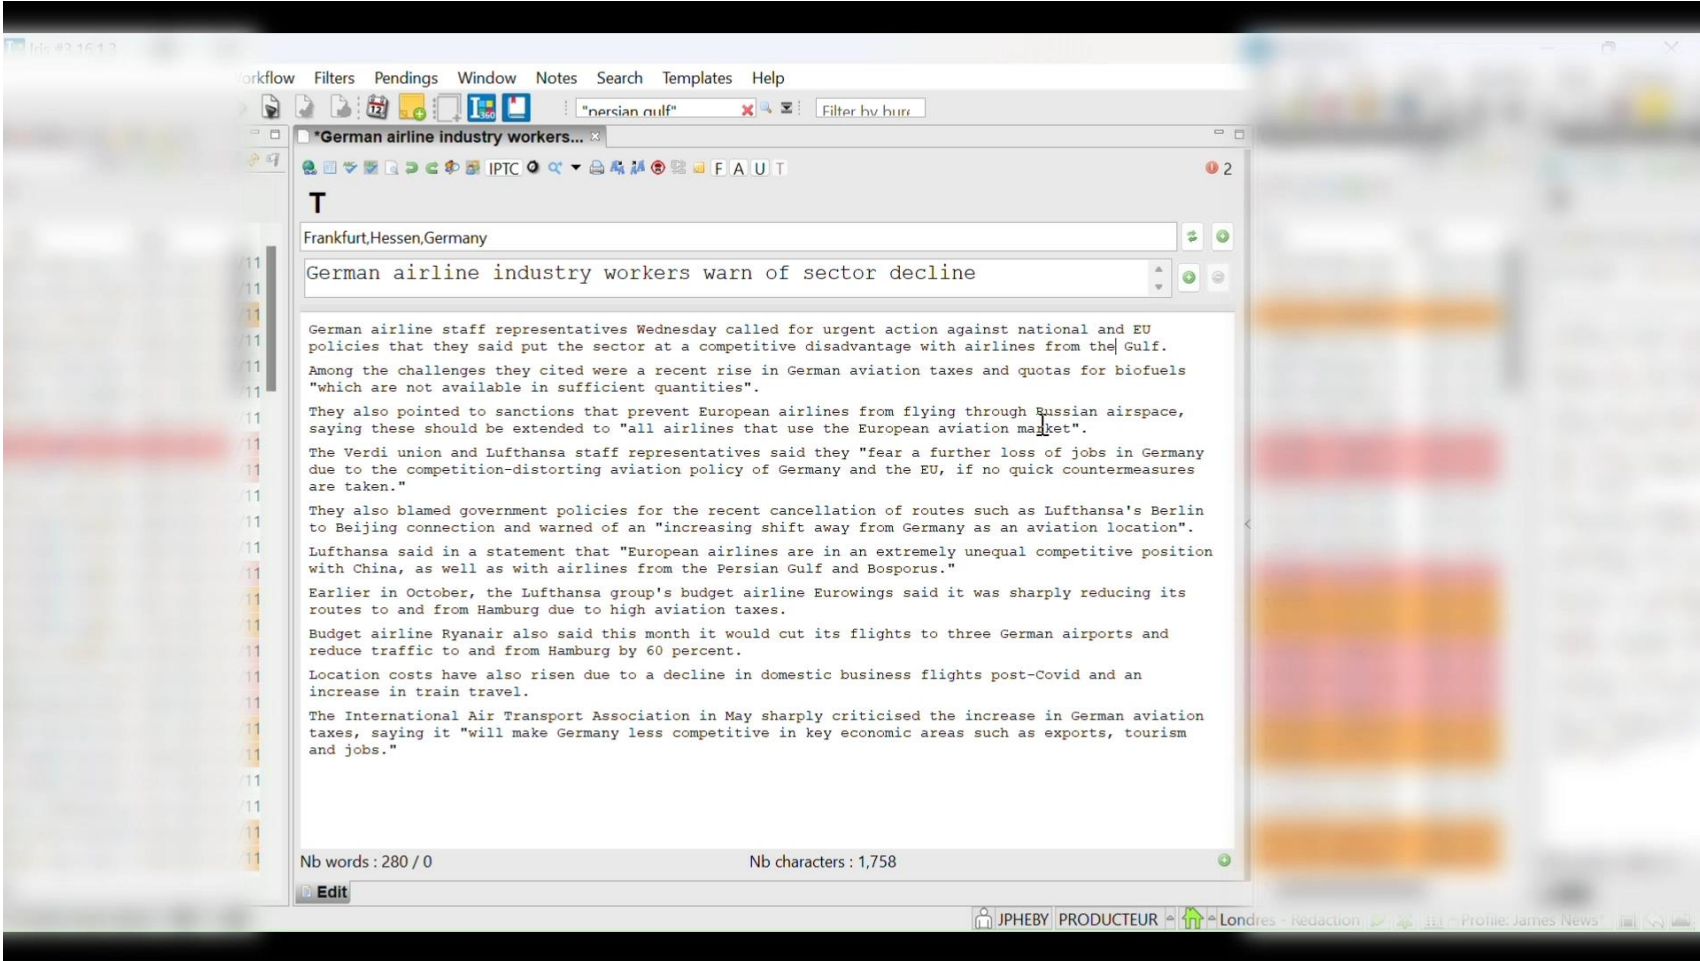 Iris #3.16.1.3
orkflow Filters Pendings Window Notes Search Templates Help
12 360 "persian gulf" Filter by bure
*German airline industry workers...
IPTC F A U T 2
T
Frankfurt,Hessen,Germany
German airline industry workers warn of sector decline
German airline staff representatives Wednesday called for urgent action against national and EU
policies that they said put the sector at a competitive disadvantage with airlines from the Gulf.
Among the challenges they cited were a recent rise in German aviation taxes and quotas for biofuels
"which are not available in sufficient quantities".
They also pointed to sanctions that prevent European airlines from flying through Russian airspace,
saying these should be extended to "all airlines that use the European aviation market".
The Verdi union and Lufthansa staff representatives said they "fear a further loss of jobs in Germany
due to the competition-distorting aviation policy of Germany and the EU, if no quick countermeasures
are taken."
They also blamed government policies for the recent cancellation of routes such as Lufthansa's Berlin
to Beijing connection and warned of an "increasing shift away from Germany as an aviation location".
Lufthansa said in a statement that "European airlines are in an extremely unequal competitive position
with China, as well as with airlines from the Persian Gulf and Bosporus."
Earlier in October, the Lufthansa group's budget airline Eurowings said it was sharply reducing its
routes to and from Hamburg due to high aviation taxes.
Budget airline Ryanair also said this month it would cut its flights to three German airports and
reduce traffic to and from Hamburg by 60 percent.
Location costs have also risen due to a decline in domestic business flights post-Covid and an
increase in train travel.
The International Air Transport Association in May sharply criticised the increase in German aviation
taxes, saying it "will make Germany less competitive in key economic areas such as exports, tourism
and jobs."
Nb words : 280 / 0 Nb characters : 1,758
Edit
JPHEBY PRODUCTEUR Londres - Redaction - Profile: James News*